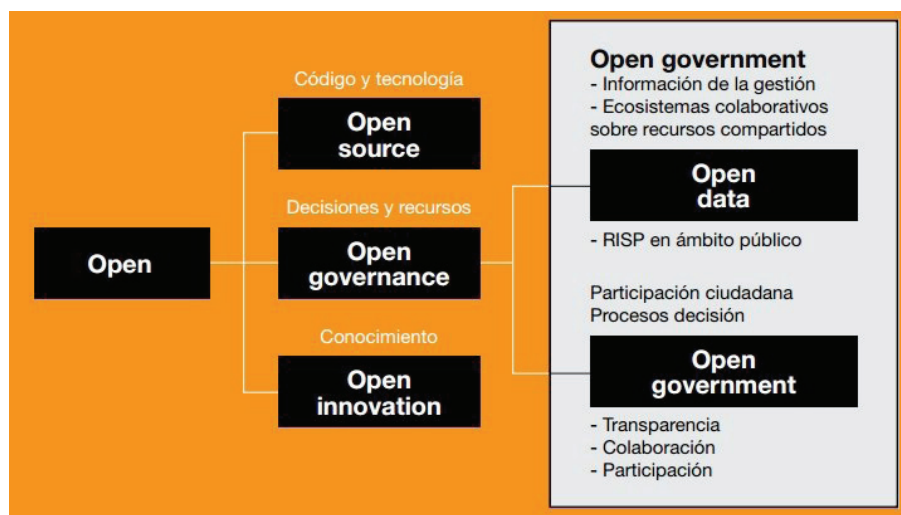 Open
Código y tecnología
Open
source
Decisiones y recursos
Open
governance
Conocimiento
Open
innovation
Open government
- Información de la gestión
- Ecosistemas colaborativos
sobre recursos compartidos
Open
data
- RISP en ámbito público
Participación ciudadana
Procesos decisión
Open
government
- Transparencia
- Colaboración
- Participación